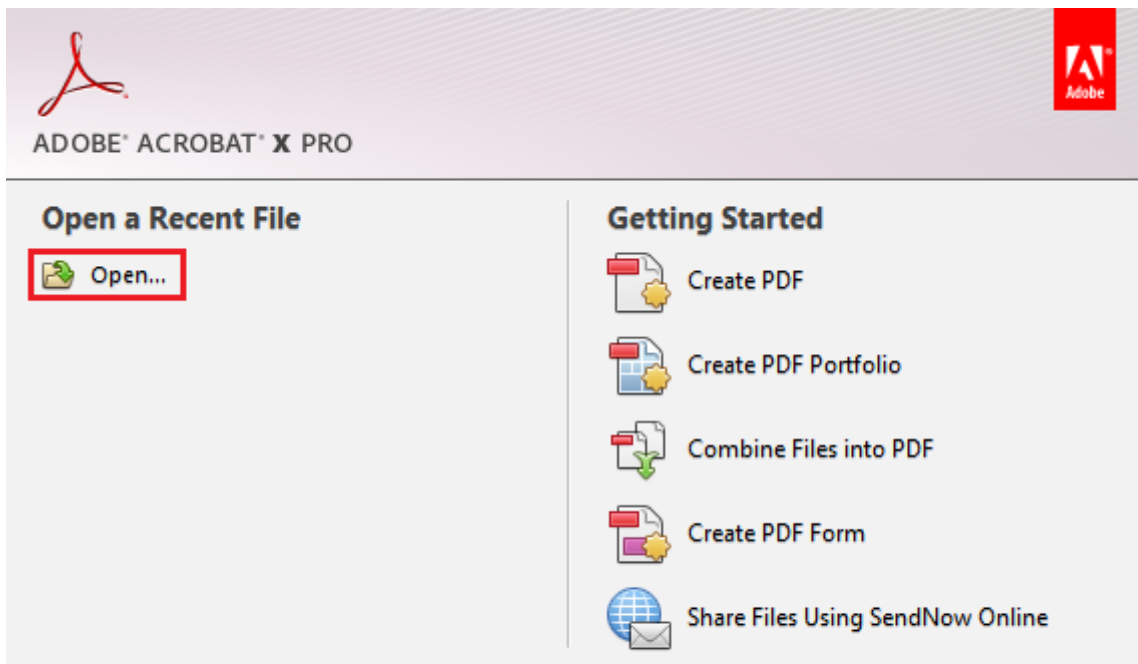 Adobe
ADOBE® ACROBAT® X PRO
Open a Recent File
Open...
Getting Started
Create PDF
Create PDF Portfolio
Combine Files into PDF
Create PDF Form
Share Files Using SendNow Online